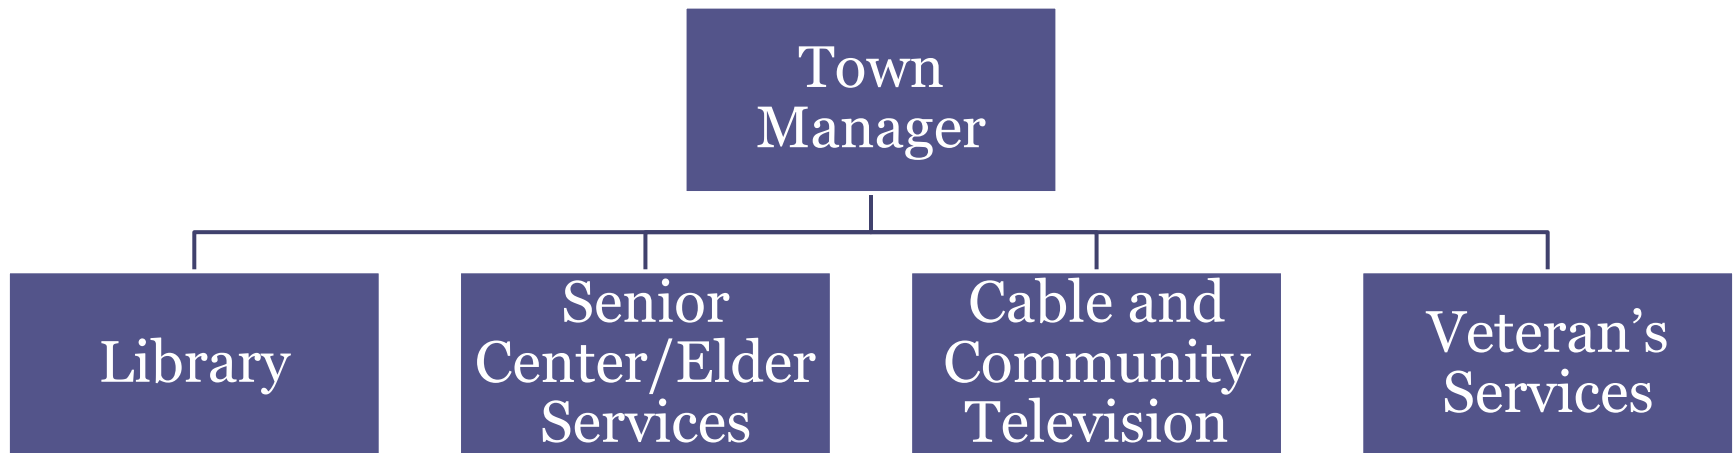 Town
Manager
Library
Senior
Center/Elder
Services
Cable and
Community
Television
Veteran’s
Services